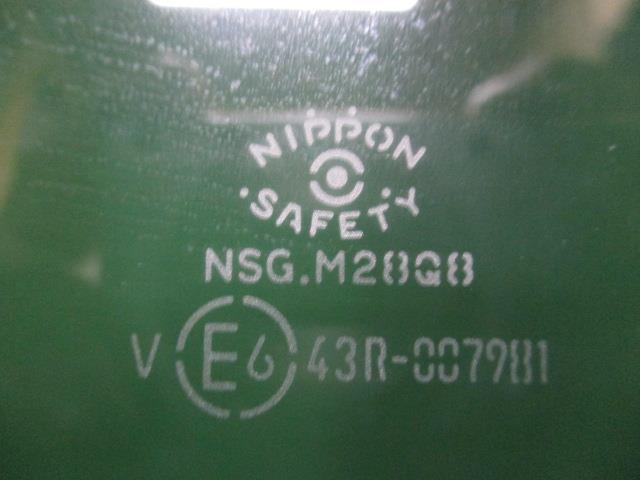 NIPPON
SAFETY
NSG.M28Q8
V E6 43R-007981